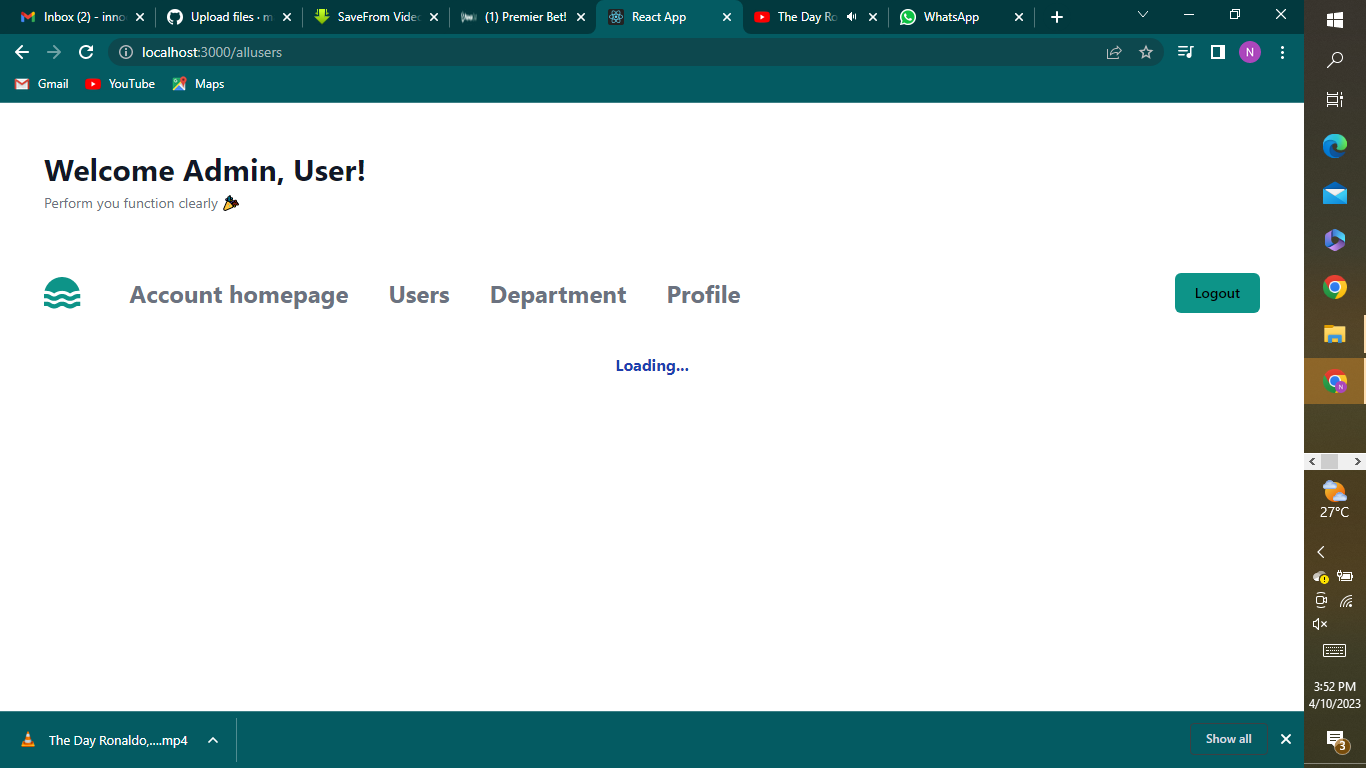 Inbox (2) - inno
Upload files · m
SaveFrom Video
(1) Premier Bet!
React App
The Day Ro
WhatsApp
localhost:3000/allusers
N
Gmail
YouTube
Maps
Welcome Admin, User!
Perform you function clearly
Account homepage
Users
Department
Profile
Logout
Loading...
27°C
3:52 PM
4/10/2023
3
The Day Ronaldo,....mp4
Show all